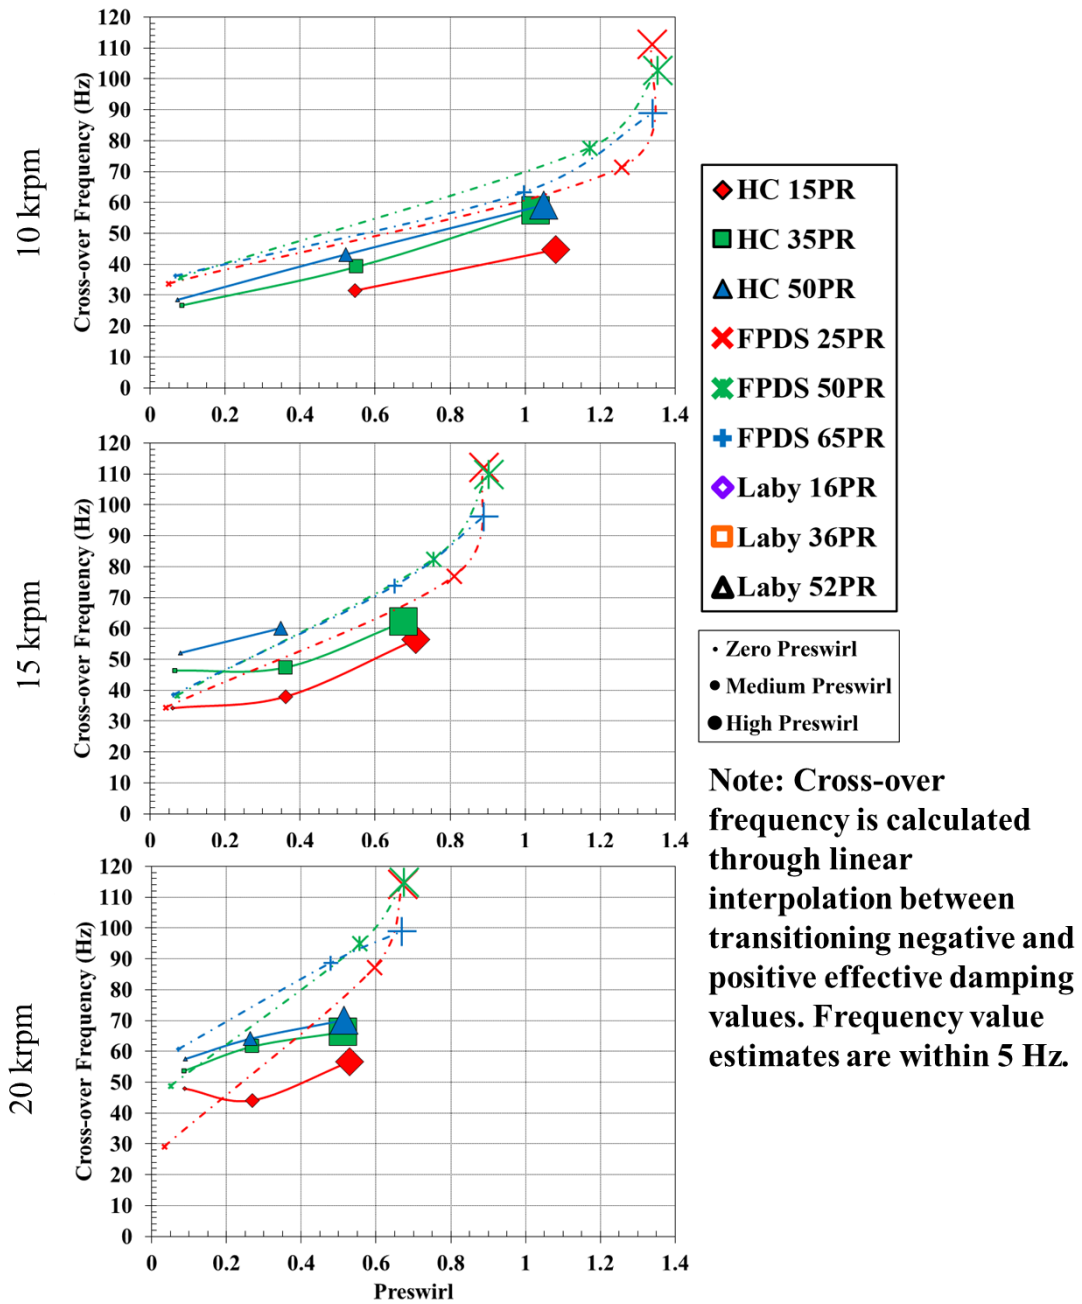 10 krpm
Cross-over Frequency (Hz)
120
110
100
90
80
70
60
50
40
30
20
10
0
0 0.2 0.4 0.6 0.8 1 1.2 1.4
15 krpm
Cross-over Frequency (Hz)
120
110
100
90
80
70
60
50
40
30
20
10
0
0 0.2 0.4 0.6 0.8 1 1.2 1.4
20 krpm
Cross-over Frequency (Hz)
120
110
100
90
80
70
60
50
40
30
20
10
0
0 0.2 0.4 0.6 0.8 1 1.2 1.4
Preswirl
HC 15PR
HC 35PR
HC 50PR
FPDS 25PR
FPDS 50PR
FPDS 65PR
Laby 16PR
Laby 36PR
Laby 52PR
Zero Preswirl
Medium Preswirl
High Preswirl
Note: Cross-over
frequency is calculated
through linear
interpolation between
transitioning negative and
positive effective damping
values. Frequency value
estimates are within 5 Hz.